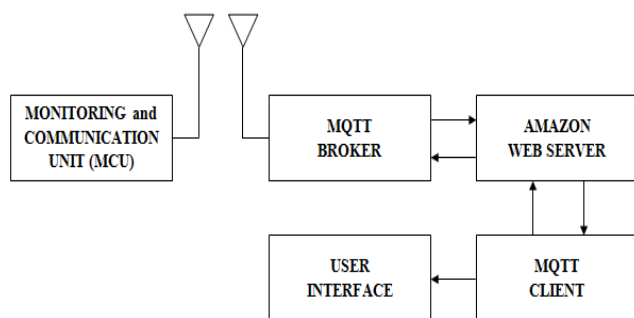 MONITORING and
COMMUNICATION
UNIT (MCU)
MQTT
BROKER
AMAZON
WEB SERVER
USER
INTERFACE
MQTT
CLIENT